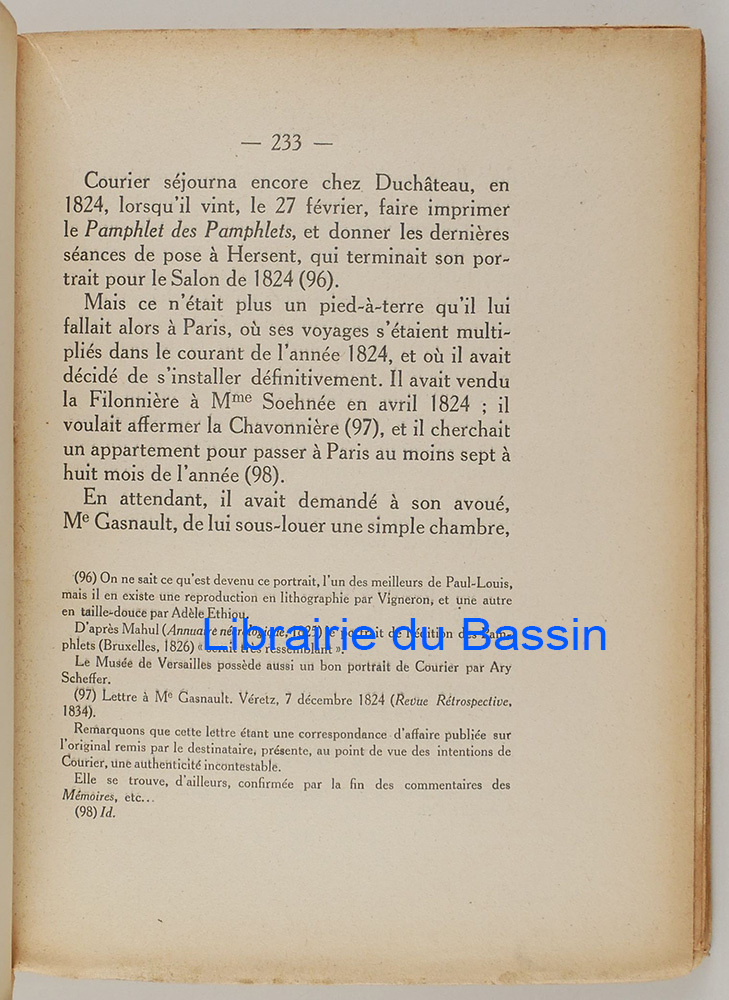 — 233 —
Courier séjourna encore chez Duchâteau, en
1824, lorsqu'il vint, le 27 février, faire imprimer
le Pamphlet des Pamphlets, et donner les dernières
séances de pose à Hersent, qui terminait son por-
trait pour le Salon de 1824 (96).
Mais ce n'était plus un pied-à-terre qu'il lui
fallait alors à Paris, où ses voyages s'étaient multi-
pliés dans le courant de l'année 1824, et où il avait
décidé de s'installer définitivement. Il avait vendu
la Filonnière à Mme Soehnée en avril 1824 ; il
voulait affermer la Chavonnière (97), et il cherchait
un appartement pour passer à Paris au moins sept à
huit mois de l'année (98).
En attendant, il avait demandé à son avoué,
Me Gasnault, de lui sous-louer une simple chambre,
(96) On ne sait ce qu'est devenu ce portrait, l'un des meilleurs de Paul-Louis,
mais il en existe une reproduction en lithographie par Vigneron, et une autre
en taille-douce par Adèle Ethiou.
D'après Mahul (Annuaire nécrologique, 1825) le portrait de l'édition des Pam-
phlets (Bruxelles, 1826) « serait très ressemblant ».
Librairie du Bassin
Le Musée de Versailles possède aussi un bon portrait de Courier par Ary
Scheffer.
(97) Lettre à Me Gasnault. Véretz, 7 décembre 1824 (Revue Rétrospective,
1834).
Remarquons que cette lettre étant une correspondance d'affaire publiée sur
l'original remis par le destinataire, présente, au point de vue des intentions de
Courier, une authenticité incontestable.
Elle se trouve, d'ailleurs, confirmée par la fin des commentaires des
Mémoires, etc...
(98) Id.